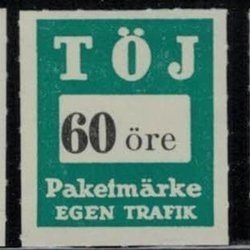 TÖJ
60 öre
Paketmärke
EGEN TRAFIK